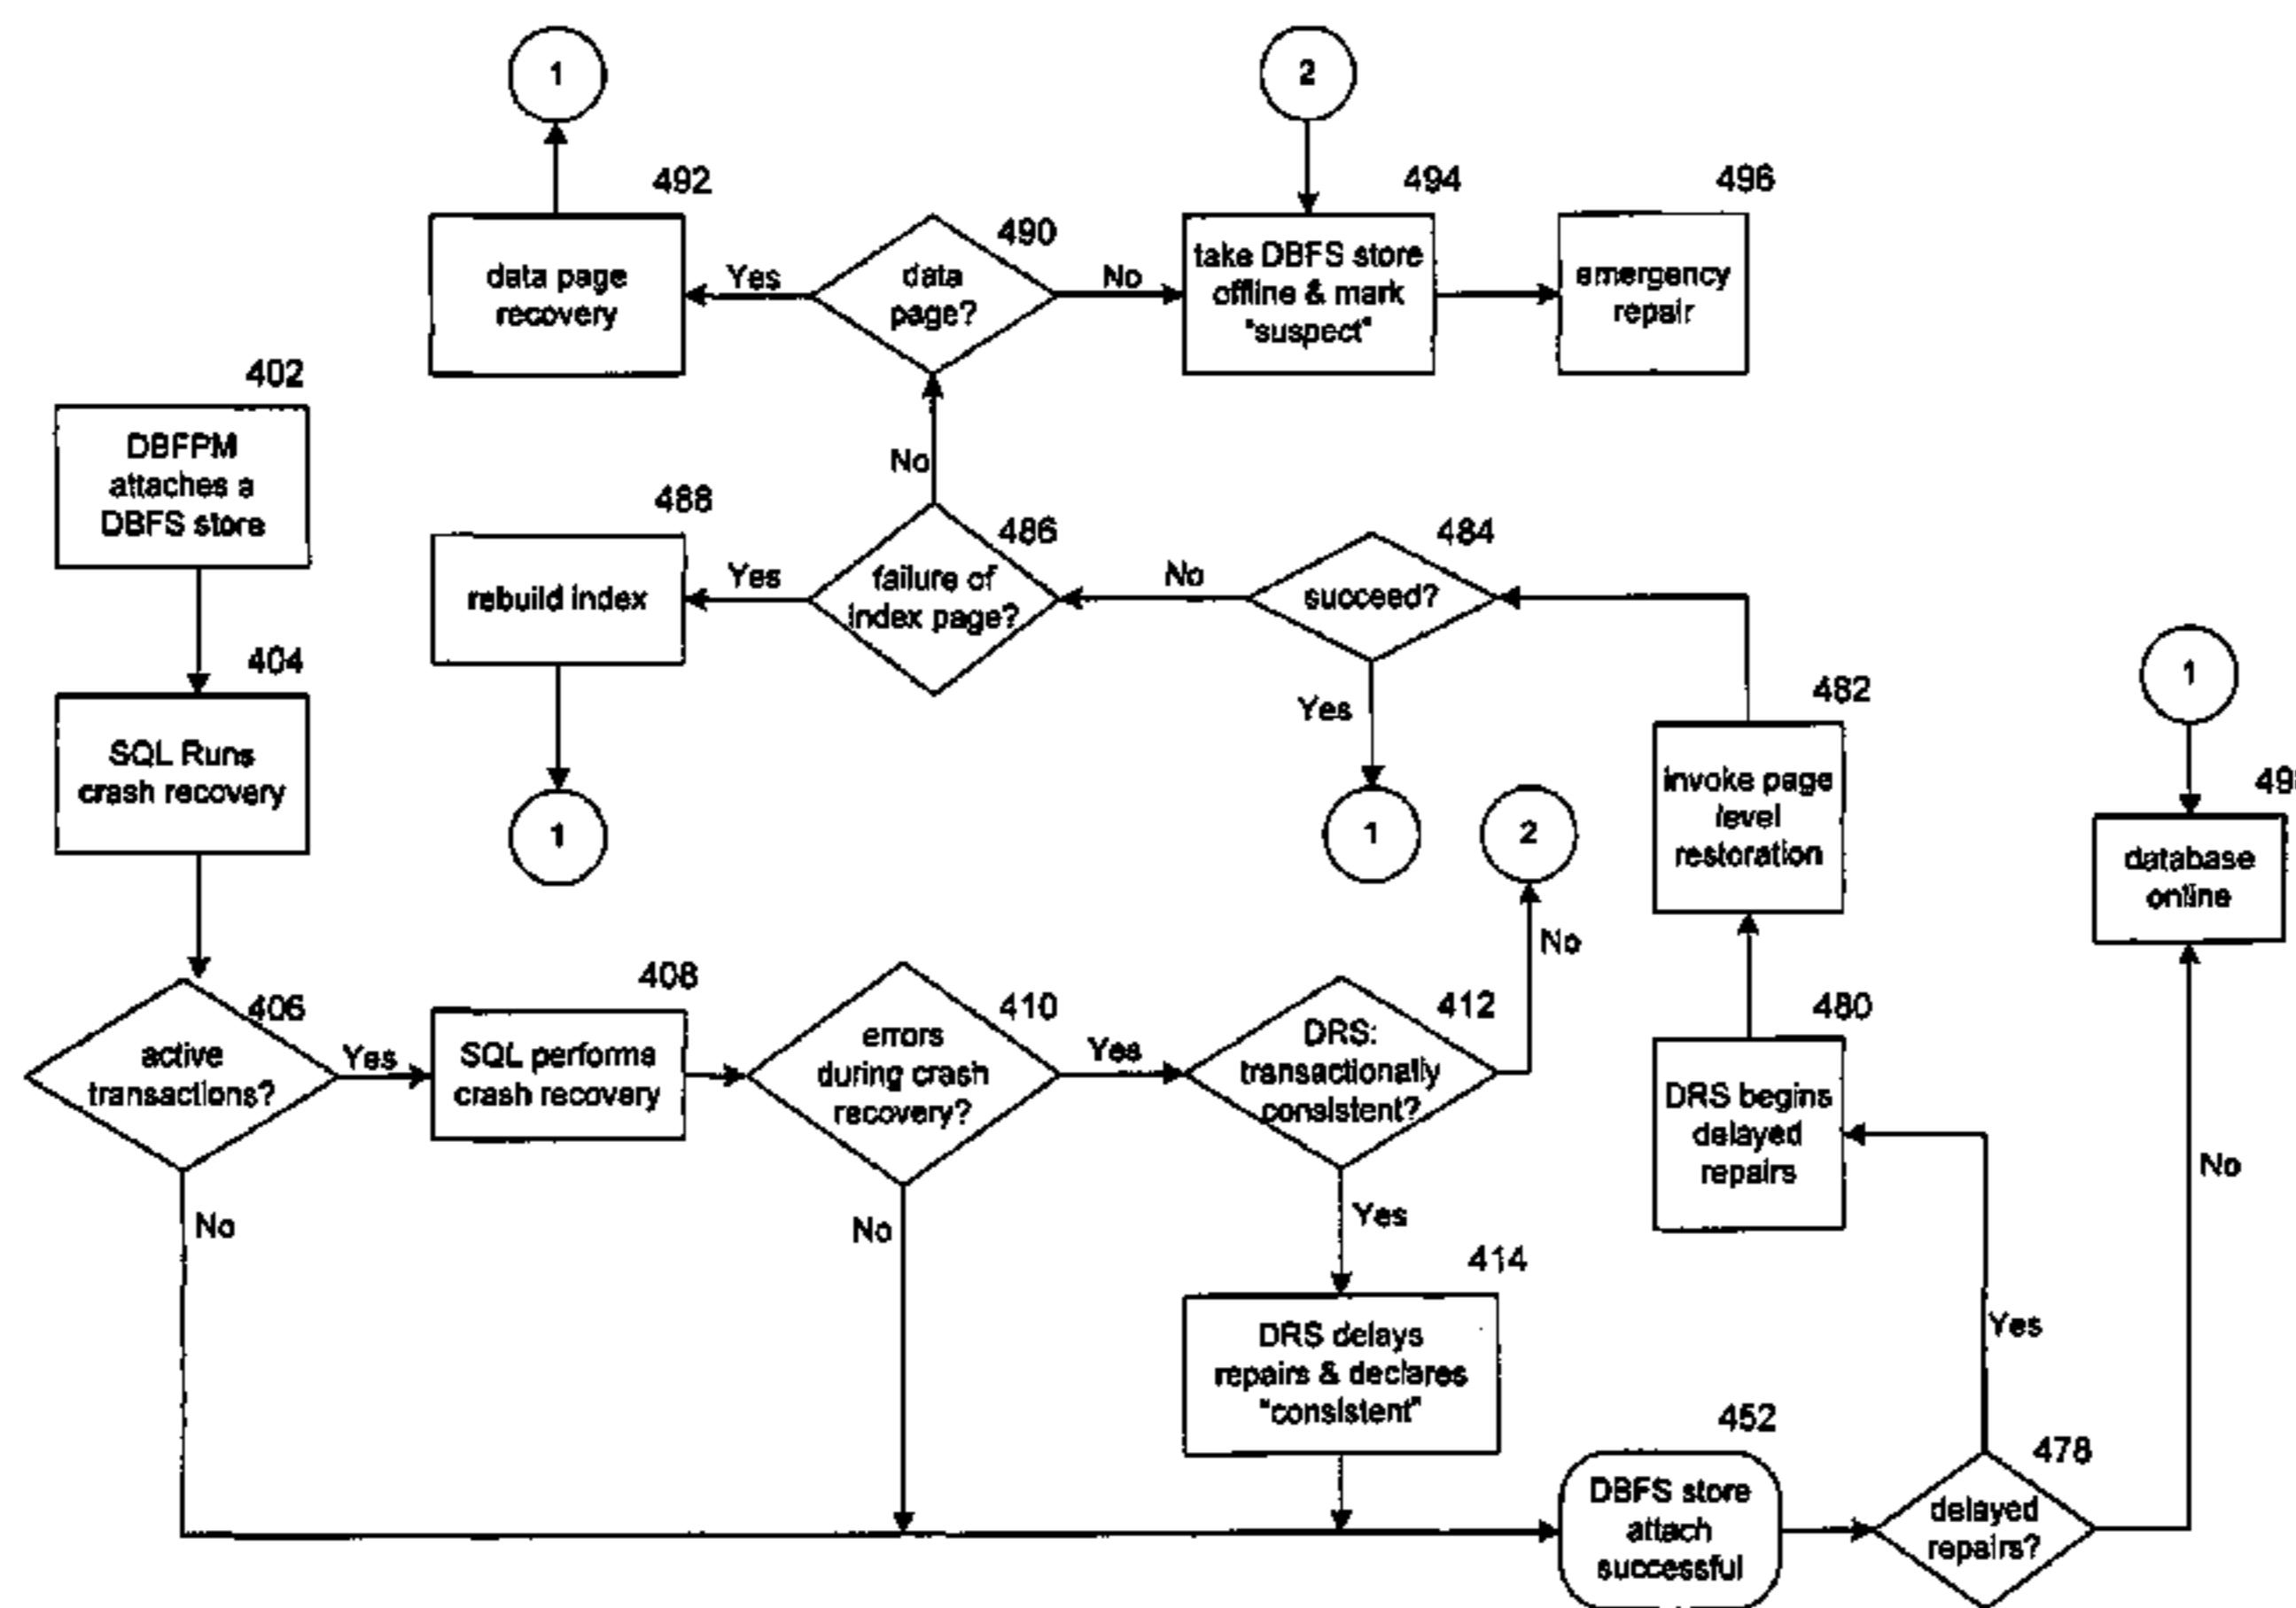 1
2
492
data page
recovery
Yes
490
data
page?
No
494
take DBFS store
offline & mark
"suspect"
496
emergency
repair
402
DBFPM
attaches a
DBFS store
No
488
rebuild index
Yes
486
failure of
index page?
No
484
succeed?
Yes
1
1
2
No
404
SQL Runs
crash recovery
482
invoke page
level
restoration
1
database
online
406
active
transactions?
Yes
No
408
SQL performs
crash recovery
410
errors
during crash
recovery?
Yes
No
412
DRS:
transactionally
consistent?
Yes
480
DRS begins
delayed
repairs
414
DRS delays
repairs & declares
"consistent"
452
DBFS store
attach
successful
478
delayed
repairs?
Yes
No